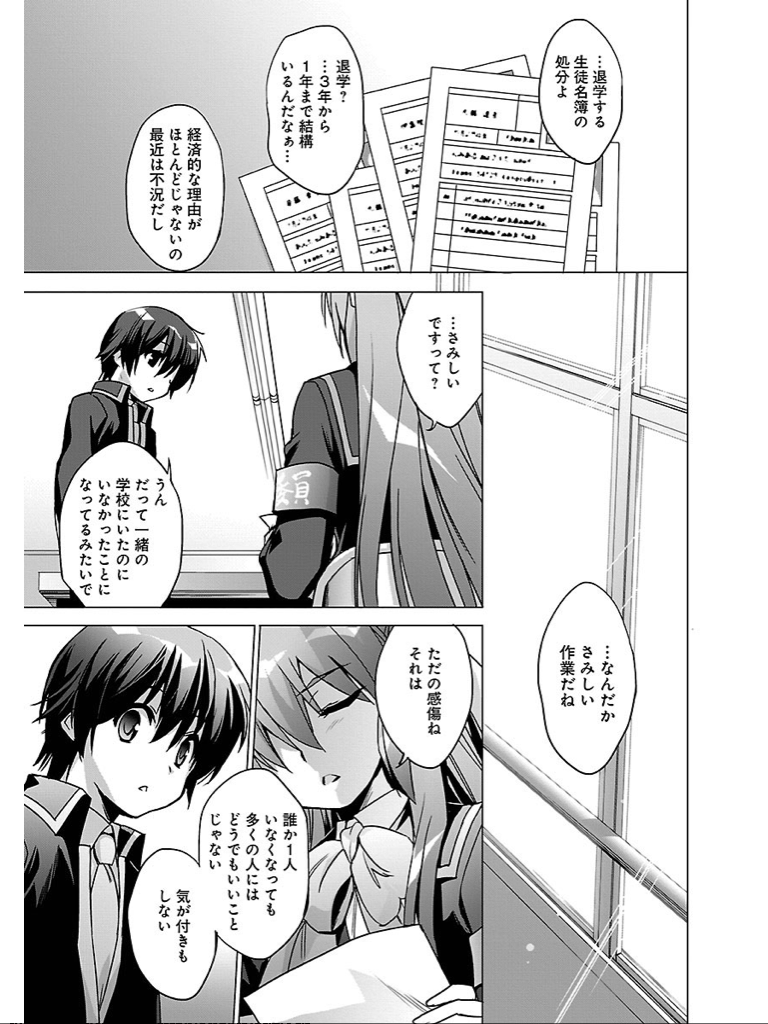 …退学する
生徒名簿の
処分よ
退学？
…3年から
1年まで結構
いるんだなぁ…
経済的な理由が
ほとんどじゃないの
最近は不況だし
…なんだか
さみしい
作業だね
…さみしい
ですって？
うん
だって一緒の
学校にいたのに
いなかったことに
なってるみたいで
委員
ただの感傷ね
それは
誰か1人
いなくなっても
多くの人には
どうでもいいこと
じゃない
気が付きも
しない